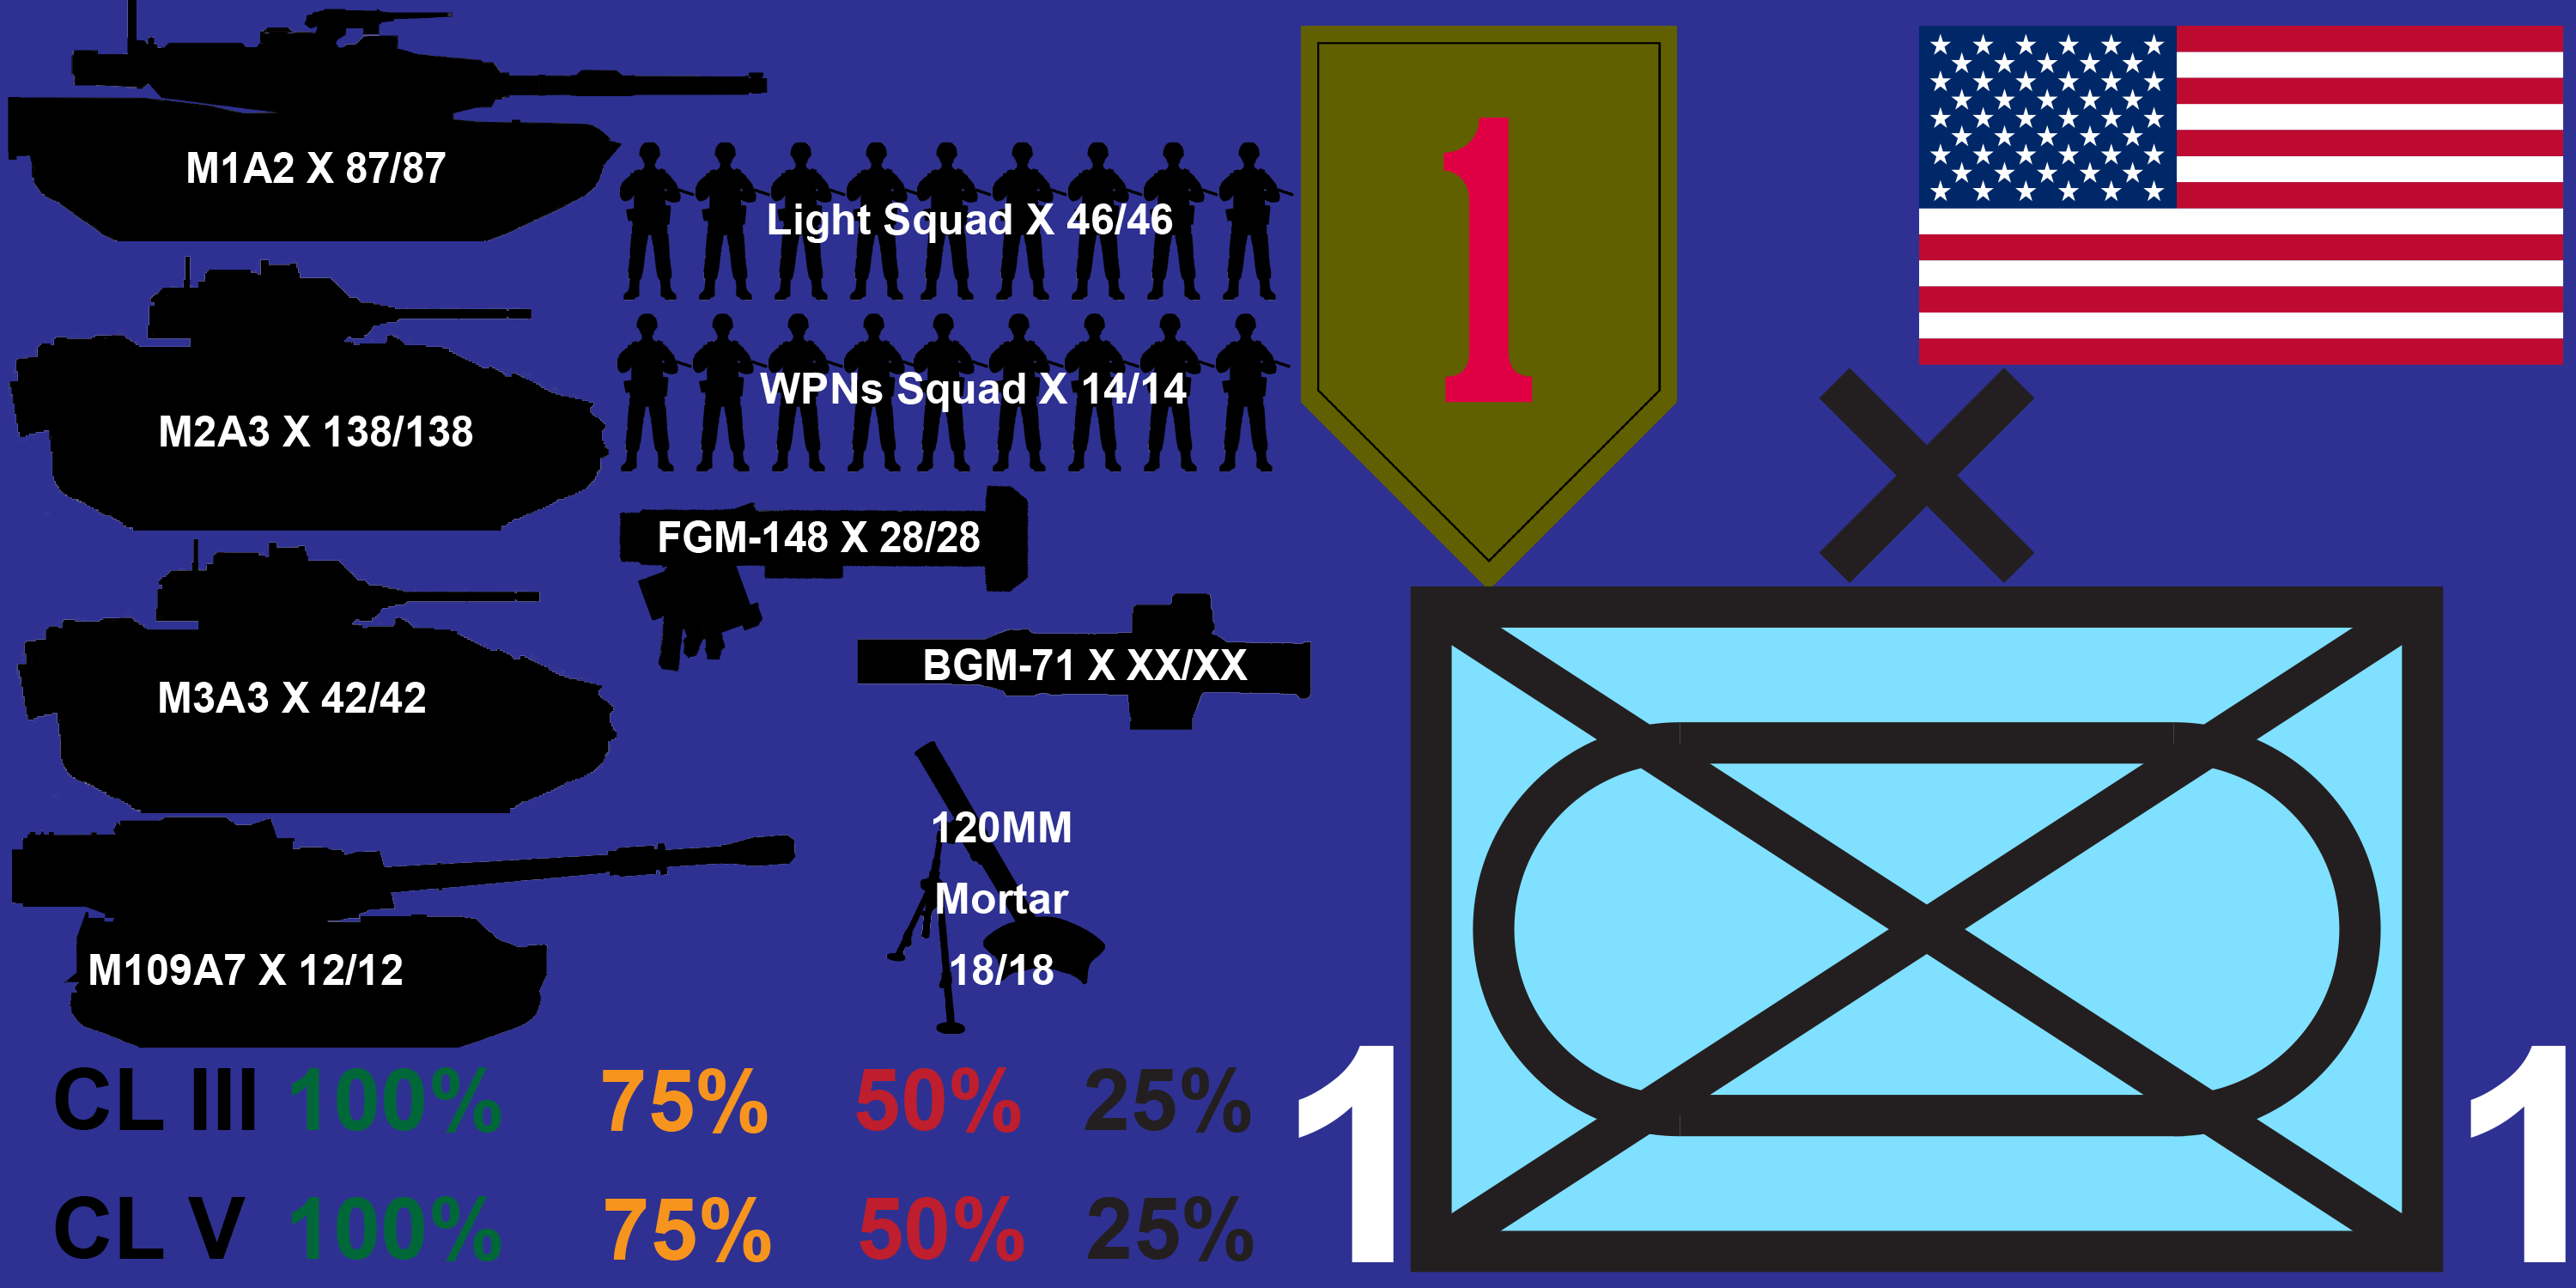 M1A2 X 87/87
Light Squad X 46/46
WPNs Squad X 14/14
M2A3 X 138/138
FGM-148 X 28/28
BGM-71 X XX/XX
M3A3 X 42/42
120MM
Mortar
18/18
M109A7 X 12/12
1
CL III 100% 75% 50% 25%
CL V 100% 75% 50% 25%
1
1